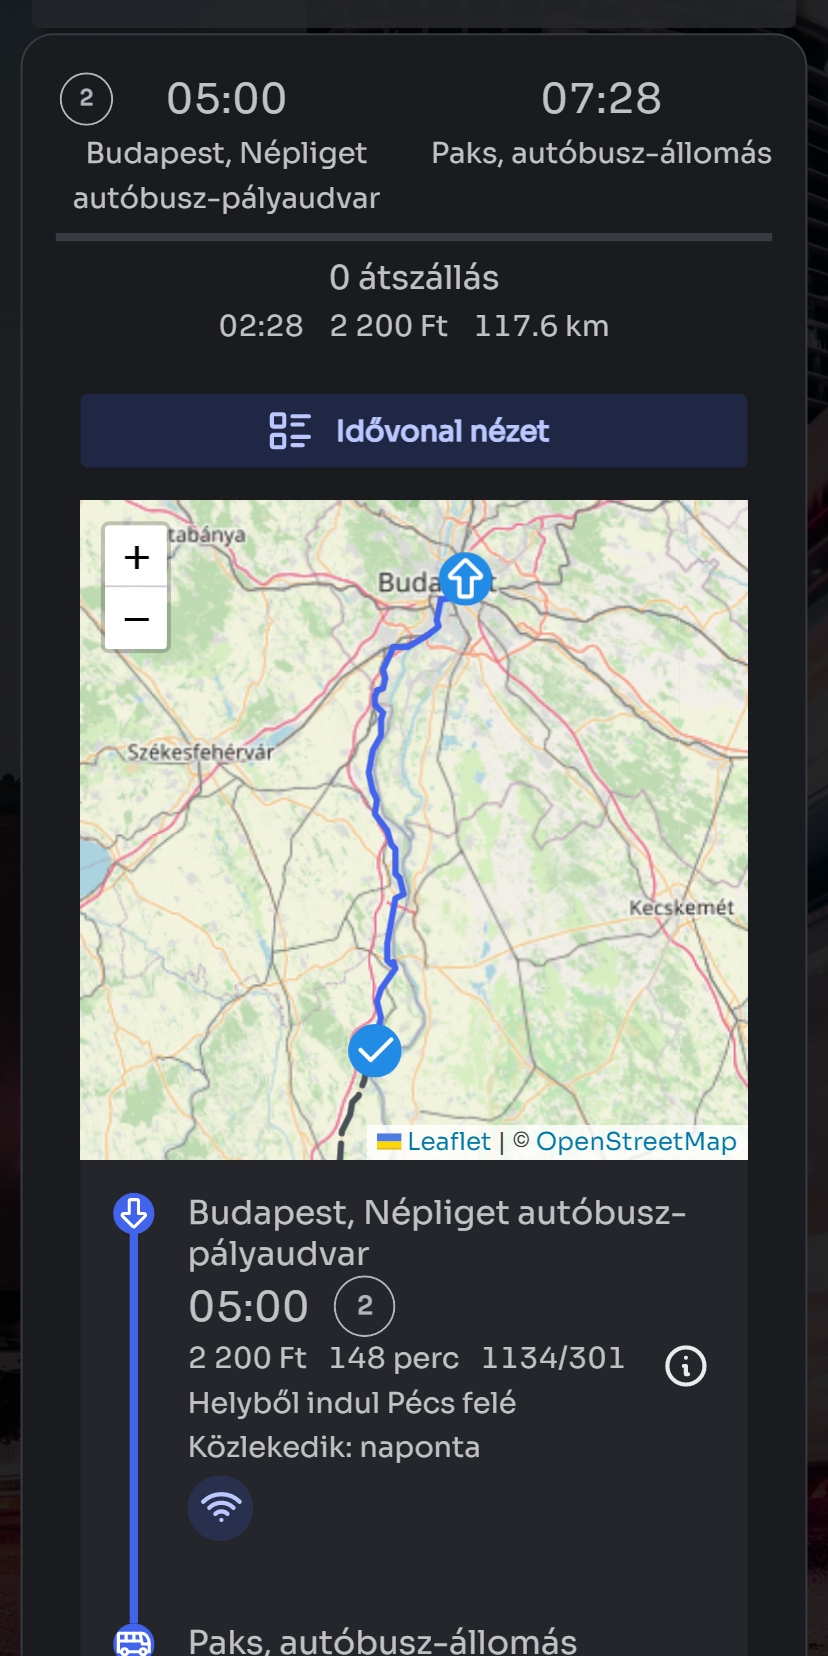 2 05:00 07:28
Budapest, Népliget Paks, autóbusz-állomás
autóbusz-pályaudvar
0 átszállás
02:28 2 200 Ft 117.6 km
Idővonal nézet
+
−
tabánya
Székesfehérvár
Kecskemét
Leaflet | © OpenStreetMap
Budapest, Népliget autóbusz-
pályaudvar
05:00 2
2 200 Ft 148 perc 1134/301
Helyből indul Pécs felé
Közlekedik: naponta
Paks, autóbusz-állomás